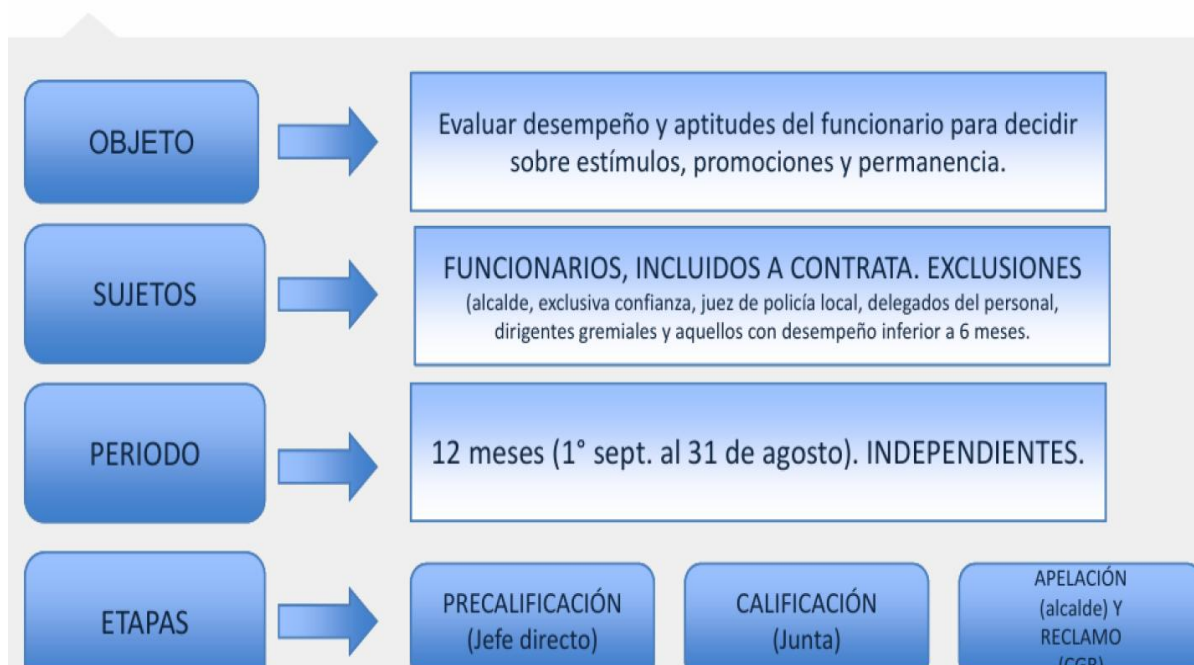 OBJETO
Evaluar desempeño y aptitudes del funcionario para decidir
sobre estímulos, promociones y permanencia.
SUJETOS
FUNCIONARIOS, INCLUIDOS A CONTRATA. EXCLUSIONES
(alcalde, exclusiva confianza, juez de policía local, delegados del personal,
dirigentes gremiales y aquellos con desempeño inferior a 6 meses.
PERIODO
12 meses (1° sept. al 31 de agosto). INDEPENDIENTES.
ETAPAS
PRECALIFICACIÓN
(Jefe directo)
CALIFICACIÓN
(Junta)
APELACIÓN
(alcalde) Y
RECLAMO
(CGR)